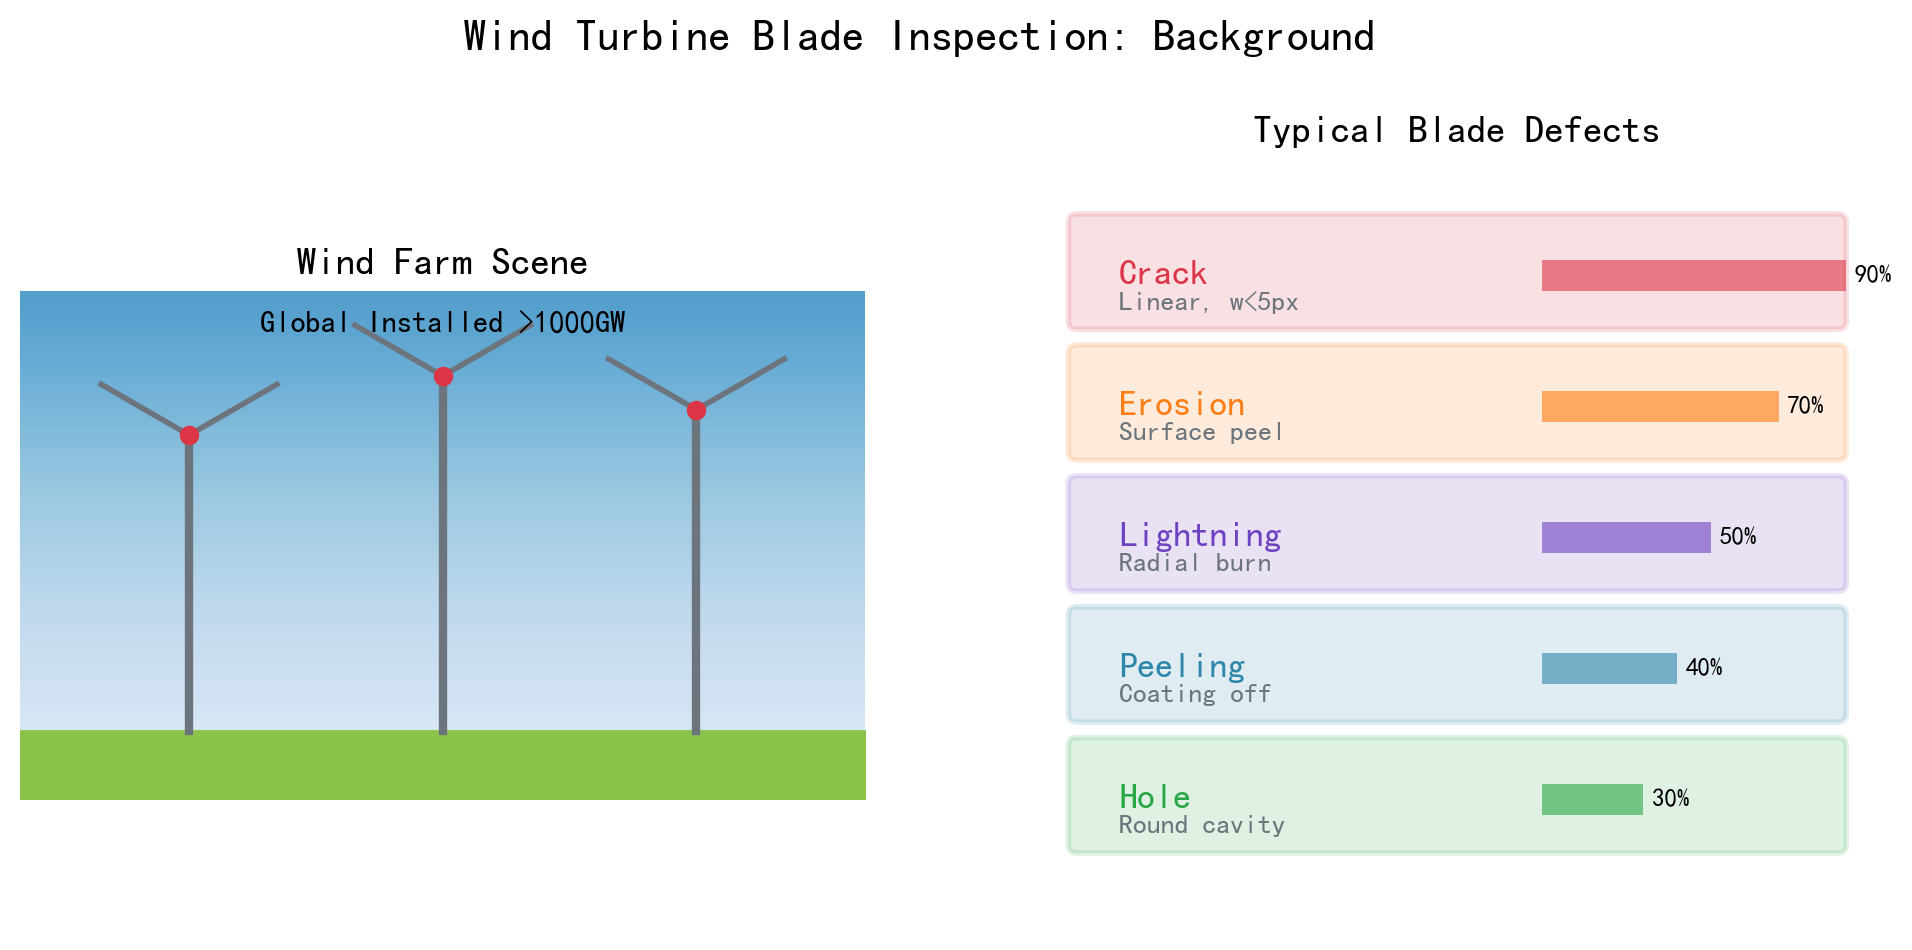 Wind Turbine Blade Inspection: Background
Wind Farm Scene
Global Installed >1000GW
Typical Blade Defects
Crack
Linear, w<5px
90%
Erosion
Surface peel
70%
Lightning
Radial burn
50%
Peeling
Coating off
40%
Hole
Round cavity
30%